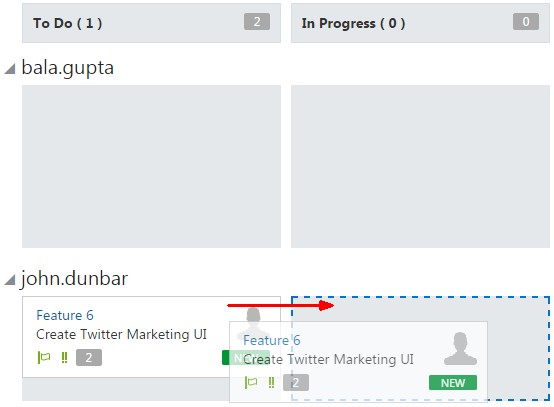 To Do ( 1 ) 2
In Progress ( 0 ) 0
bala.gupta
john.dunbar
Feature 6
Create Twitter Marketing UI
2 NEW
Feature 6
Create Twitter Marketing UI
2 NEW